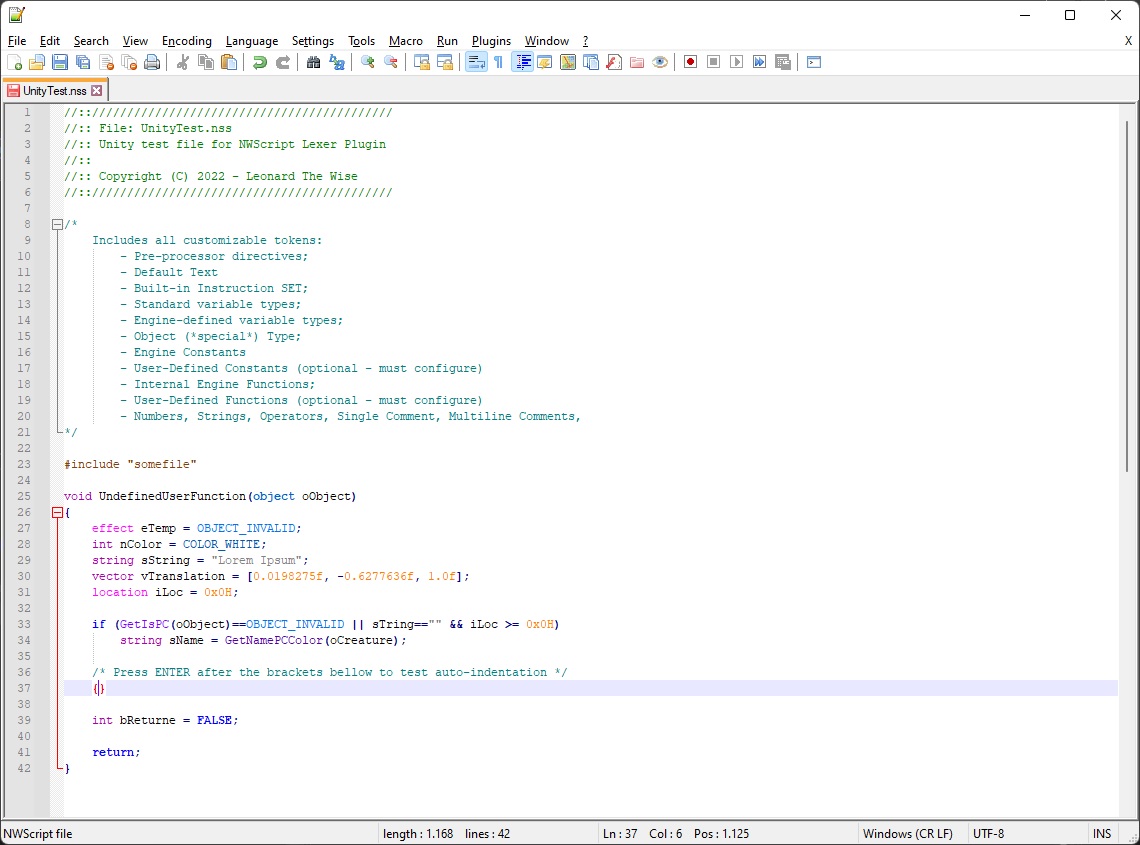 File Edit Search View Encoding Language Settings Tools Macro Run Plugins Window ? X
UnityTest.nss
1 //:://///////////////////////////////////////////
2 //:: File: UnityTest.nss
3 //:: Unity test file for NWScript Lexer Plugin
4 //::
5 //:: Copyright (C) 2022 - Leonard The Wise
6 //:://///////////////////////////////////////////
7
8 /*
9 Includes all customizable tokens:
10 - Pre-processor directives;
11 - Default Text
12 - Built-in Instruction SET;
13 - Standard variable types;
14 - Engine-defined variable types;
15 - Object (*special*) Type;
16 - Engine Constants
17 - User-Defined Constants (optional - must configure)
18 - Internal Engine Functions;
19 - User-Defined Functions (optional - must configure)
20 - Numbers, Strings, Operators, Single Comment, Multiline Comments,
21 */
22
23 #include "somefile"
24
25 void UndefinedUserFunction(object oObject)
26 {
27 effect eTemp = OBJECT_INVALID;
28 int nColor = COLOR_WHITE;
29 string sString = "Lorem Ipsum";
30 vector vTranslation = [0.0198275f, -0.6277636f, 1.0f];
31 location iLoc = 0x0H;
32
33 if (GetIsPC(oObject)==OBJECT_INVALID || sTring=="" && iLoc >= 0x0H)
34 string sName = GetNamePCColor(oCreature);
35
36 /* Press ENTER after the brackets bellow to test auto-indentation */
37 {}
38
39 int bReturne = FALSE;
40
41 return;
42 }
NWScript file length : 1.168 lines : 42 Ln : 37 Col : 6 Pos : 1.125 Windows (CR LF) UTF-8 INS